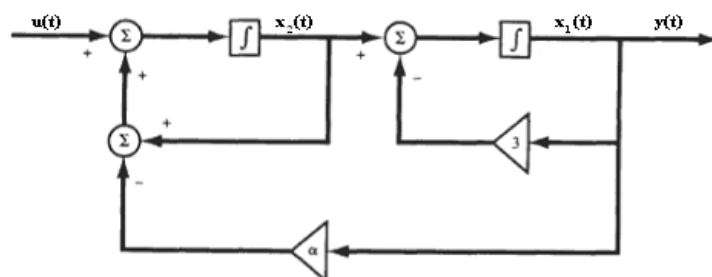 u(t) x₂(t) x₁(t) y(t)
+ Σ ∫ + Σ ∫
+ −
+ Σ 3
−
α